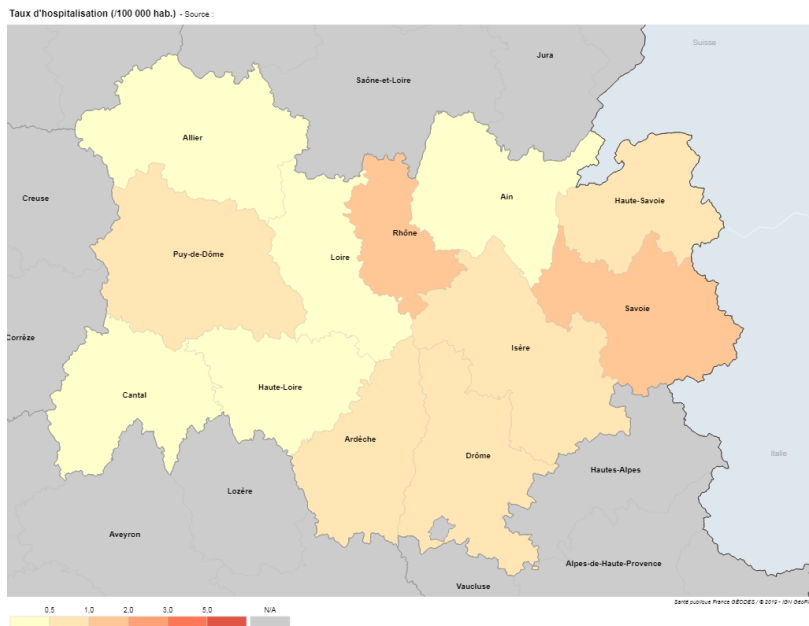 Taux d'hospitalisation (/100 000 hab.) - Source :
Suisse
Jura
Saône-et-Loire
Allier
Creuse
Ain
Haute-Savoie
Rhône
Puy-de-Dôme
Loire
Savoie
Corrèze
Isère
Haute-Loire
Cantal
Ardèche
Italie
Drôme
Hautes-Alpes
Lozère
Aveyron
Alpes-de-Haute-Provence
Vaucluse
Santé publique France GÉODES / © 2019 - IGN GéoFl
0,5 1,0 2,0 3,0 5,0 N/A